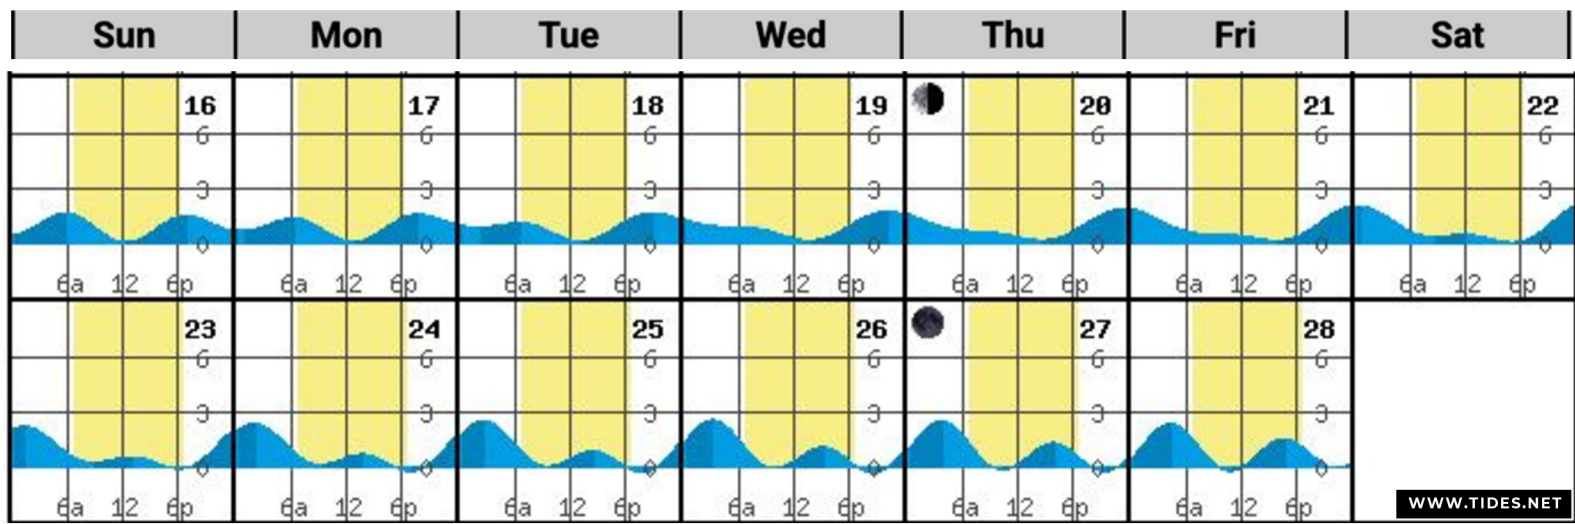 Sun Mon Tue Wed Thu Fri Sat
16 17 18 19 20 21 22
6 6 6 6 6 6 6
3 3 3 3 3 3 3
0 0 0 0 0 0 0
6a 12 6p 6a 12 6p 6a 12 6p 6a 12 6p 6a 12 6p 6a 12 6p 6a 12 6p
23 24 25 26 27 28
6 6 6 6 6 6
3 3 3 3 3 3
0 0 0 0 0 0
6a 12 6p 6a 12 6p 6a 12 6p 6a 12 6p 6a 12 6p 6a 12 6p
WWW.TIDES.NET